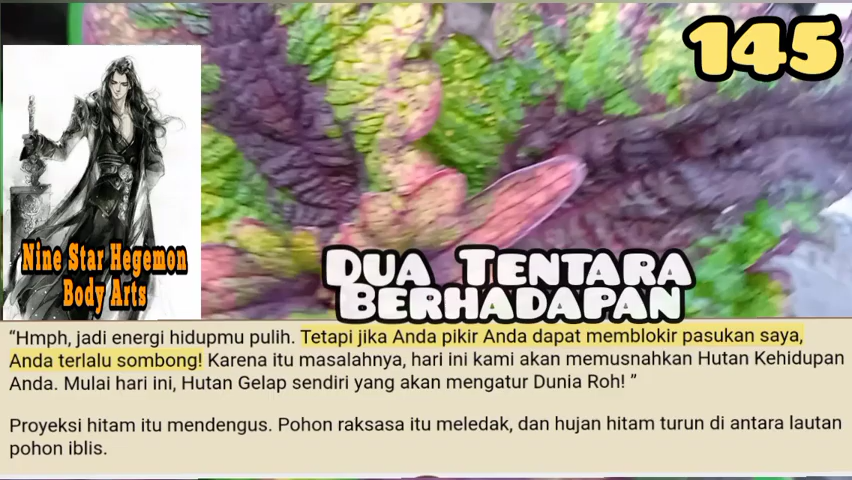 145
Nine Star Hegemon
Body Arts
DUA TENTARA
BERHADAPAN
“Hmph, jadi energi hidupmu pulih. Tetapi jika Anda pikir Anda dapat memblokir pasukan saya,
Anda terlalu sombong! Karena itu masalahnya, hari ini kami akan memusnahkan Hutan Kehidupan
Anda. Mulai hari ini, Hutan Gelap sendiri yang akan mengatur Dunia Roh! ”
Proyeksi hitam itu mendengus. Pohon raksasa itu meledak, dan hujan hitam turun di antara lautan
pohon iblis.